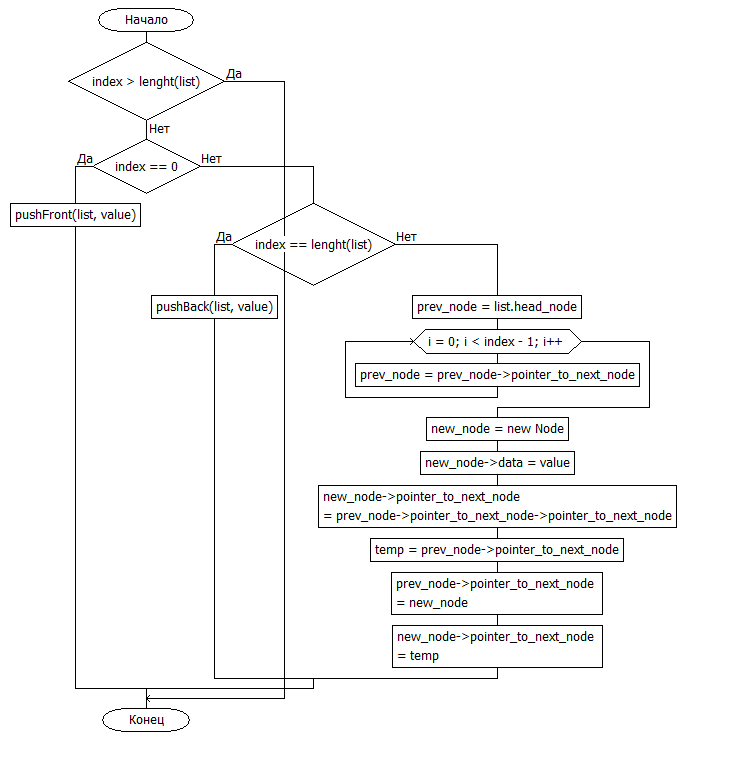 Начало
index > lenght(list)
Да
Нет
Да
index == 0
Нет
pushFront(list, value)
Да
index == lenght(list)
Нет
pushBack(list, value)
prev_node = list.head_node
i = 0; i < index - 1; i++
prev_node = prev_node->pointer_to_next_node
new_node = new Node
new_node->data = value
new_node->pointer_to_next_node
= prev_node->pointer_to_next_node->pointer_to_next_node
temp = prev_node->pointer_to_next_node
prev_node->pointer_to_next_node
= new_node
new_node->pointer_to_next_node
= temp
Конец